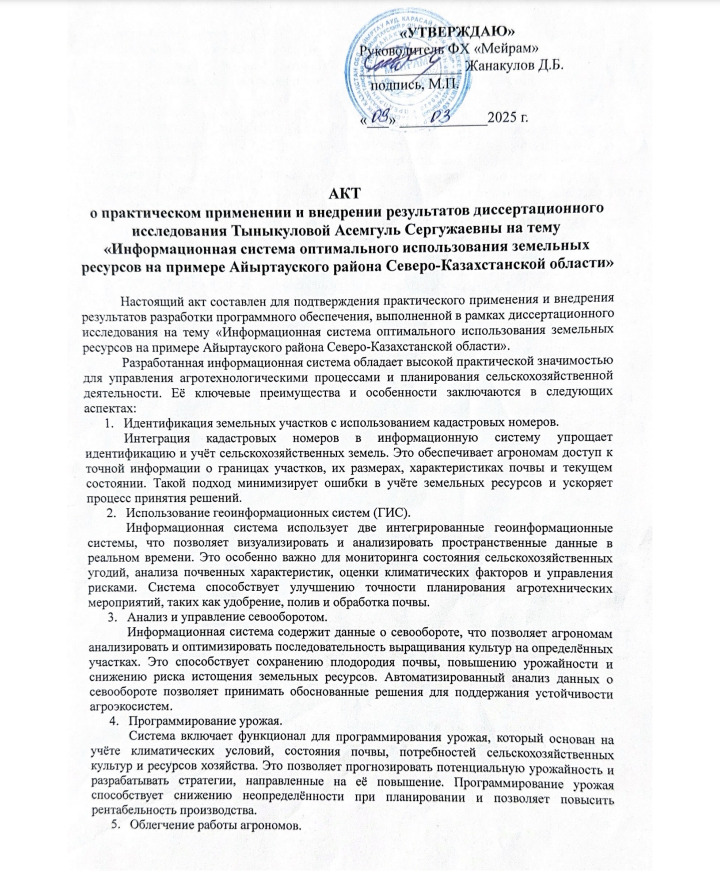 «УТВЕРЖДАЮ»
Руководитель ФХ «Мейрам»
Жанакулов Д.Б.
подпись, М.П.
«09» 03 2025 г.
АКТ
о практическом применении и внедрении результатов диссертационного
исследования Тыныкуловой Асемгуль Сергужаевны на тему
«Информационная система оптимального использования земельных
ресурсов на примере Айыртауского района Северо-Казахстанской области»
Настоящий акт составлен для подтверждения практического применения и внедрения
результатов разработки программного обеспечения, выполненной в рамках диссертационного
исследования на тему «Информационная система оптимального использования земельных
ресурсов на примере Айыртауского района Северо-Казахстанской области».
Разработанная информационная система обладает высокой практической значимостью
для управления агротехнологическими процессами и планирования сельскохозяйственной
деятельности. Её ключевые преимущества и особенности заключаются в следующих
аспектах:
1. Идентификация земельных участков с использованием кадастровых номеров.
Интеграция кадастровых номеров в информационную систему упрощает
идентификацию и учёт сельскохозяйственных земель. Это обеспечивает агрономам доступ к
точной информации о границах участков, их размерах, характеристиках почвы и текущем
состоянии. Такой подход минимизирует ошибки в учёте земельных ресурсов и ускоряет
процесс принятия решений.
2. Использование геоинформационных систем (ГИС).
Информационная система использует две интегрированные геоинформационные
системы, что позволяет визуализировать и анализировать пространственные данные в
реальном времени. Это особенно важно для мониторинга состояния сельскохозяйственных
угодий, анализа почвенных характеристик, оценки климатических факторов и управления
рисками. Система способствует улучшению точности планирования агротехнических
мероприятий, таких как удобрение, полив и обработка почвы.
3. Анализ и управление севооборотом.
Информационная система содержит данные о севообороте, что позволяет агрономам
анализировать и оптимизировать последовательность выращивания культур на определённых
участках. Это способствует сохранению плодородия почвы, повышению урожайности и
снижению риска истощения земельных ресурсов. Автоматизированный анализ данных о
севообороте позволяет принимать обоснованные решения для поддержания устойчивости
агроэкосистем.
4. Программирование урожая.
Система включает функционал для программирования урожая, который основан на
учёте климатических условий, состояния почвы, потребностей сельскохозяйственных
культур и ресурсов хозяйства. Это позволяет прогнозировать потенциальную урожайность и
разрабатывать стратегии, направленные на её повышение. Программирование урожая
способствует снижению неопределённости при планировании и позволяет повысить
рентабельность производства.
5. Облегчение работы агрономов.